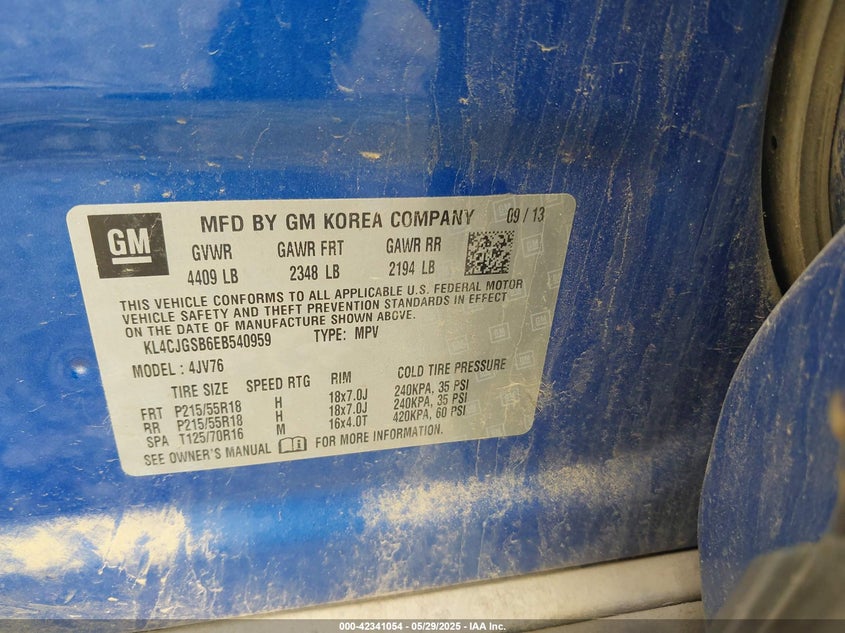 GM
MFD BY GM KOREA COMPANY 09 / 13
GVWR GAWR FRT GAWR RR
4409 LB 2348 LB 2194 LB
THIS VEHICLE CONFORMS TO ALL APPLICABLE U.S. FEDERAL MOTOR
VEHICLE SAFETY AND THEFT PREVENTION STANDARDS IN EFFECT
ON THE DATE OF MANUFACTURE SHOWN ABOVE.
KL4CJGSB6EB540959 TYPE: MPV
MODEL : 4JV76
TIRE SIZE SPEED RTG RIM COLD TIRE PRESSURE
FRT P215/55R18 H 18x7.0J 240KPA, 35 PSI
RR P215/55R18 H 18x7.0J 240KPA, 35 PSI
SPA T125/70R16 M 16x4.0T 420KPA, 60 PSI
SEE OWNER'S MANUAL FOR MORE INFORMATION.
000-42341054 - 05/29/2025 - IAA Inc.